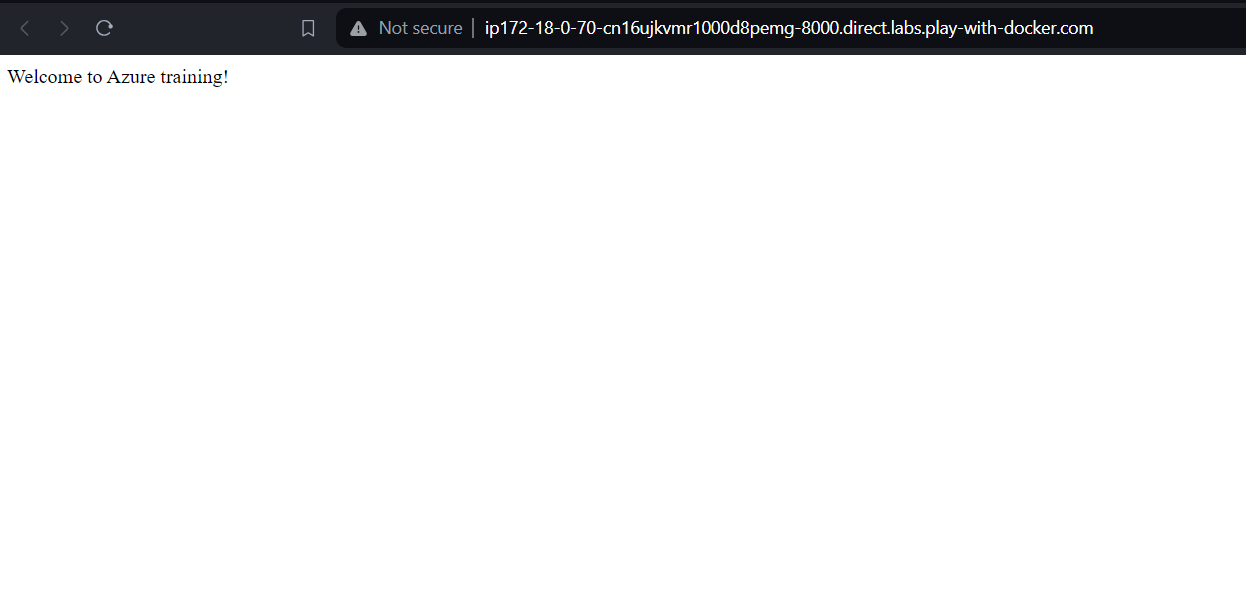 Not secure
ip172-18-0-70-cn16ujkvmr1000d8pemg-8000.direct.labs.play-with-docker.com
Welcome to Azure training!